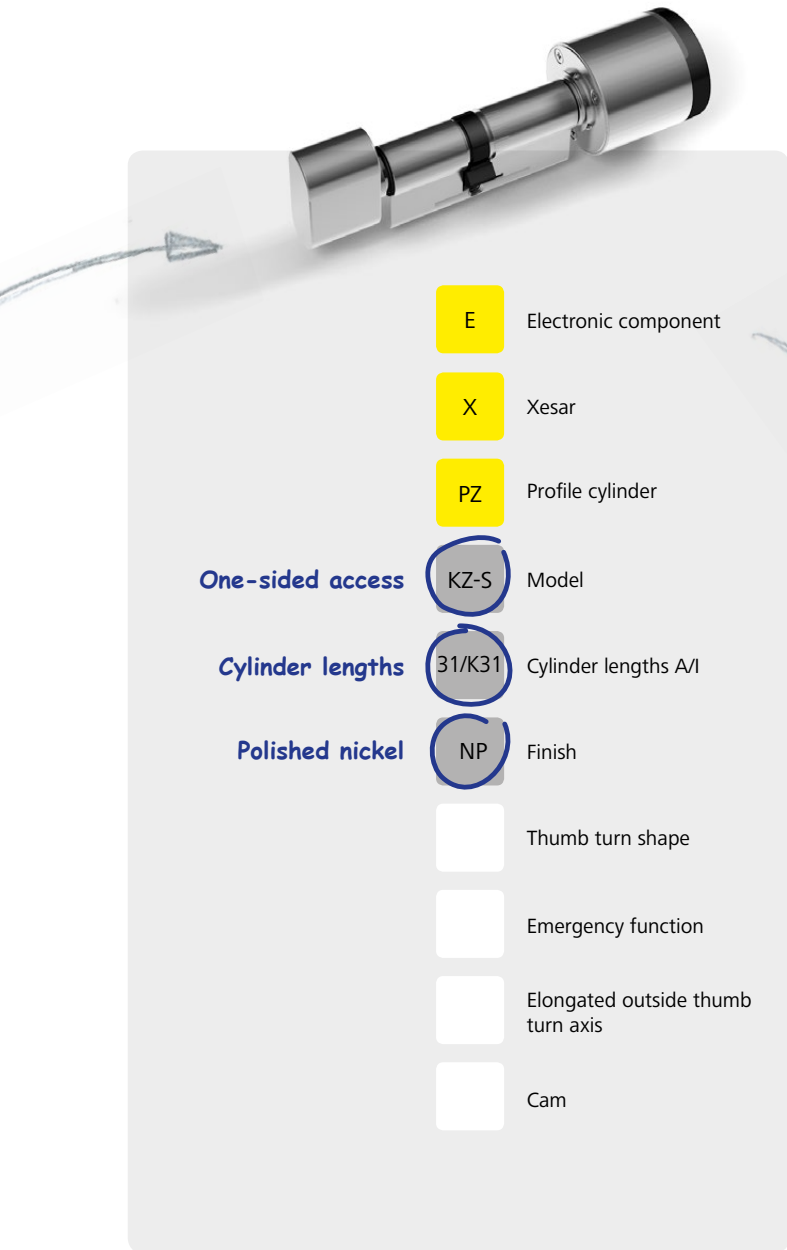 E Electronic component
X Xesar
PZ Profile cylinder
One-sided access KZ-S Model
Cylinder lengths 31/K31 Cylinder lengths A/I
Polished nickel NP Finish
Thumb turn shape
Emergency function
Elongated outside thumb
turn axis
Cam